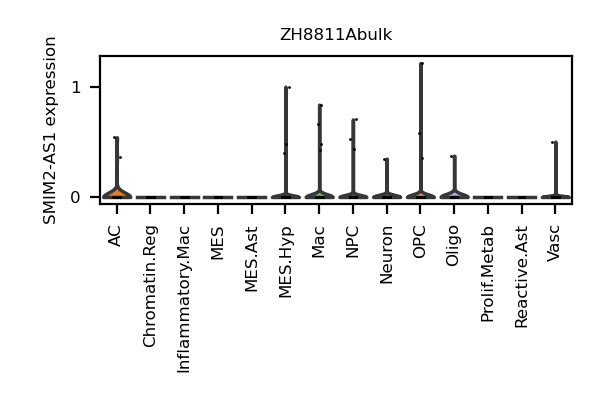 ZH8811Abulk
SMIM2-AS1 expression
1
0
AC
Chromatin.Reg
Inflammatory.Mac
MES
MES.Ast
MES.Hyp
Mac
NPC
Neuron
OPC
Oligo
Prolif.Metab
Reactive.Ast
Vasc